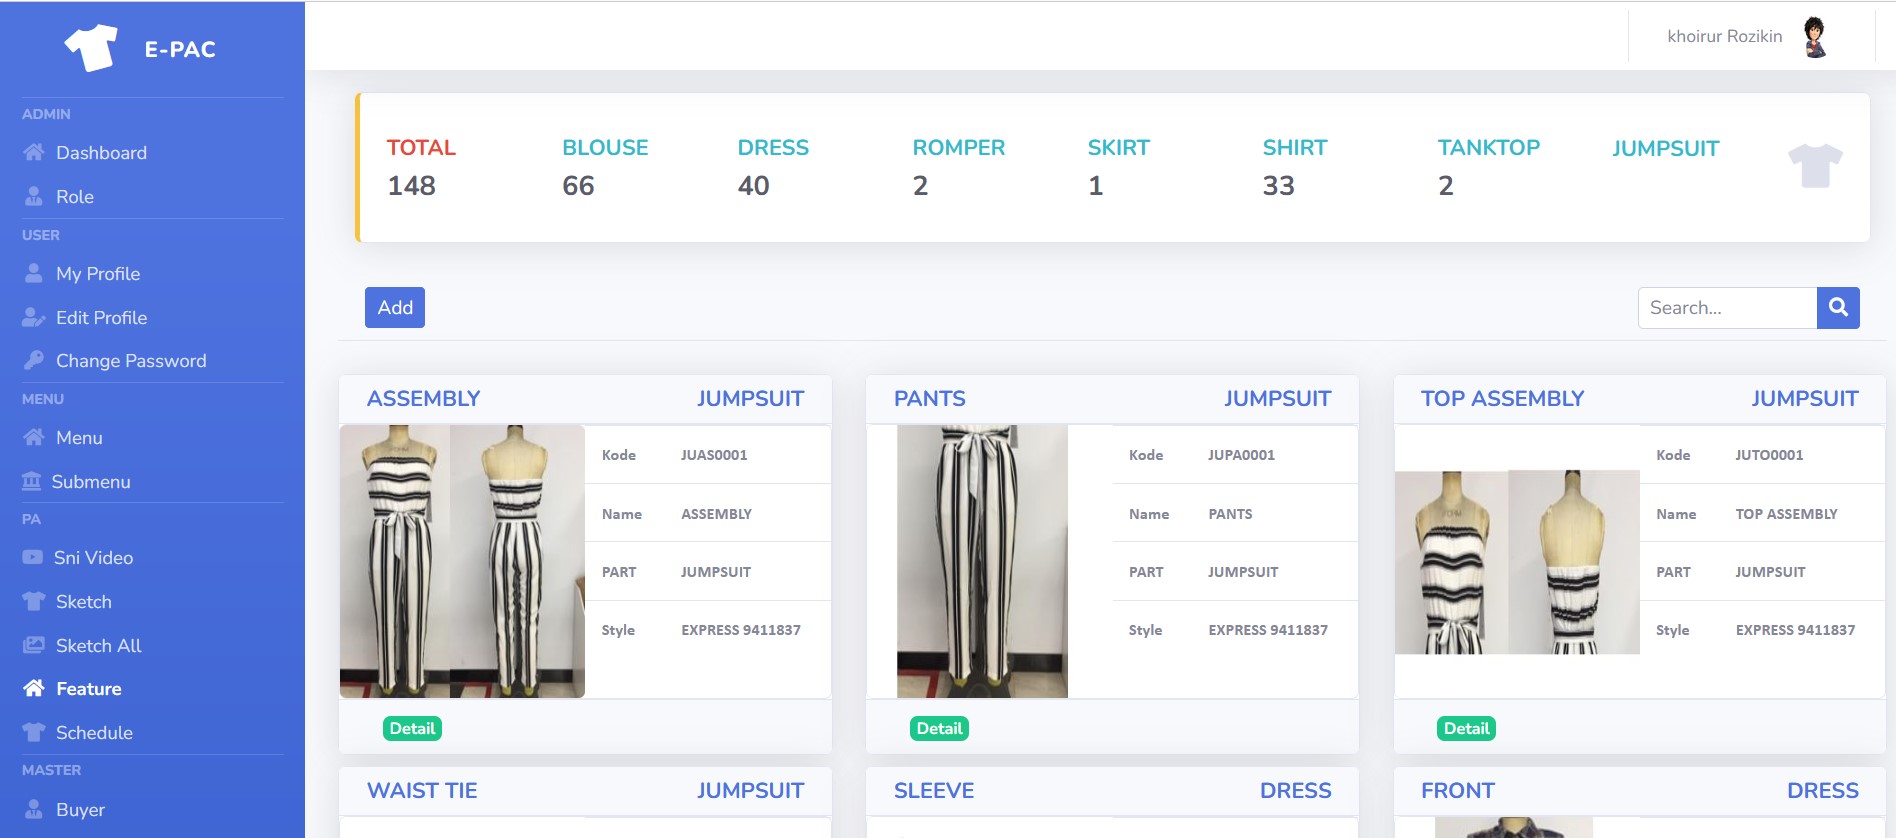 E-PAC
khoirur Rozikin
ADMIN
Dashboard
Role
USER
My Profile
Edit Profile
Change Password
MENU
Menu
Submenu
PA
Sni Video
Sketch
Sketch All
Feature
Schedule
MASTER
Buyer
TOTAL BLOUSE DRESS ROMPER SKIRT SHIRT TANKTOP JUMPSUIT
148 66 40 2 1 33 2
Add
Search...
ASSEMBLY JUMPSUIT
Kode JUAS0001
Name ASSEMBLY
PART JUMPSUIT
Style EXPRESS 9411837
Detail
PANTS JUMPSUIT
Kode JUPA0001
Name PANTS
PART JUMPSUIT
Style EXPRESS 9411837
Detail
TOP ASSEMBLY JUMPSUIT
Kode JUTO0001
Name TOP ASSEMBLY
PART JUMPSUIT
Style EXPRESS 9411837
Detail
WAIST TIE JUMPSUIT
SLEEVE DRESS
FRONT DRESS